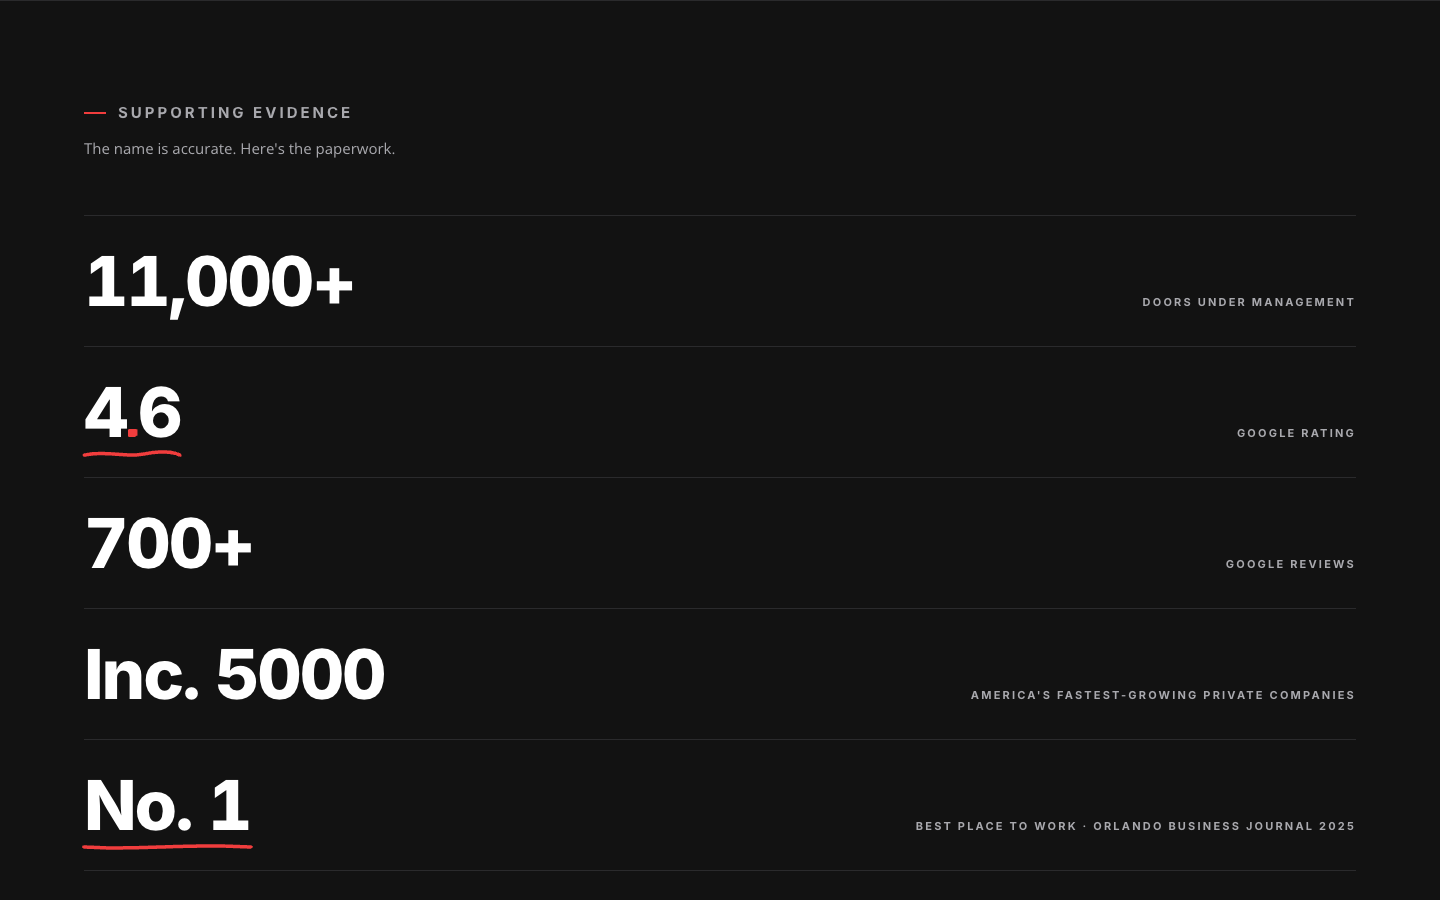 SUPPORTING EVIDENCE
The name is accurate. Here's the paperwork.
11,000+
DOORS UNDER MANAGEMENT
4.6
GOOGLE RATING
700+
GOOGLE REVIEWS
Inc. 5000
AMERICA'S FASTEST-GROWING PRIVATE COMPANIES
No. 1
BEST PLACE TO WORK · ORLANDO BUSINESS JOURNAL 2025